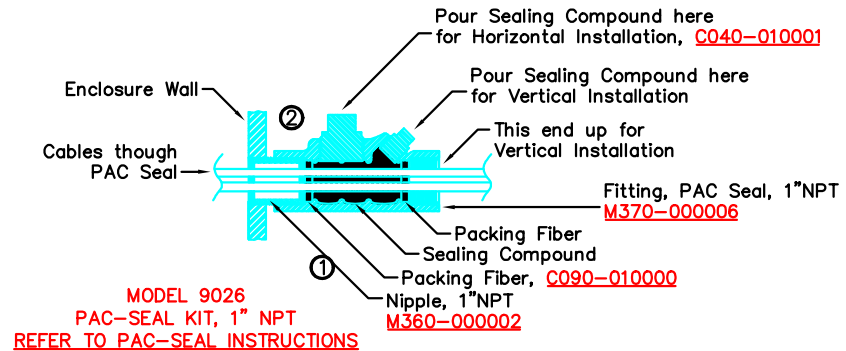 Pour Sealing Compound here
for Horizontal Installation, C040-010001
Enclosure Wall
②
Pour Sealing Compound here
for Vertical Installation
This end up for
Vertical Installation
Cables though
PAC Seal
Fitting, PAC Seal, 1"NPT
M370-000006
Packing Fiber
Sealing Compound
①
Packing Fiber, C090-010000
Nipple, 1"NPT
M360-000002
MODEL 9026
PAC-SEAL KIT, 1" NPT
REFER TO PAC-SEAL INSTRUCTIONS